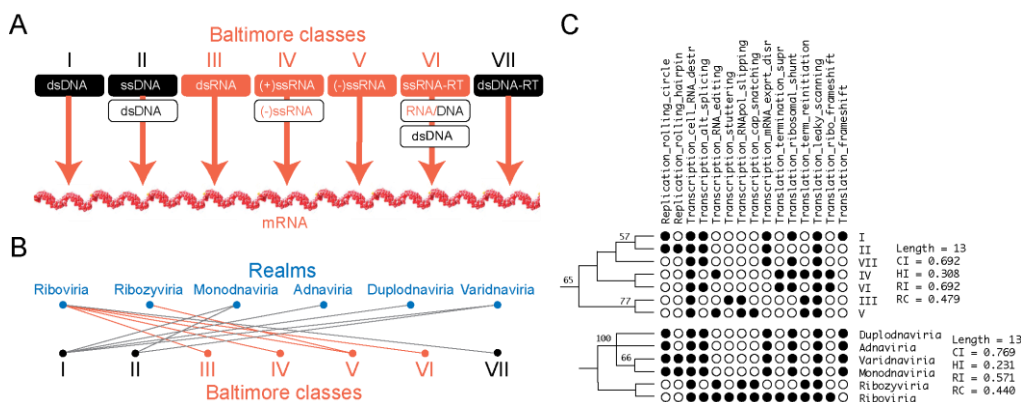 A
Baltimore classes
I II III IV V VI VII
dsDNA ssDNA dsRNA (+)ssRNA (-)ssRNA ssRNA-RT dsDNA-RT
dsDNA (-)ssRNA RNA/DNA
dsDNA
mRNA
B
Realms
Riboviria Ribozyviria Monodnaviria Adnaviria Duplodnaviria Varidnaviria
I II III IV V VI VII
Baltimore classes
C
Replication_rolling_circle
Replication_rolling_hairpin
Transcription_cell_RNA_destr
Transcription_alt_splicing
Transcription_RNA_editing
Transcription_stuttering
Transcription_RNApol_slipping
Transcription_cap_snatching
Transcription_mRNA_exprt_disr
Translation_termination_supr
Translation_ribosomal_shunt
Translation_term_reinitiation
Translation_leaky_scanning
Translation_ribo_frameshift
Translation_frameshift
57
65
77
I
II
VII
IV
VI
III
V
Length = 13
CI = 0.692
HI = 0.308
RI = 0.692
RC = 0.479
100
66
Duplodnaviria
Adnaviria
Varidnaviria
Monodnaviria
Ribozyviria
Riboviria
Length = 13
CI = 0.769
HI = 0.231
RI = 0.571
RC = 0.440